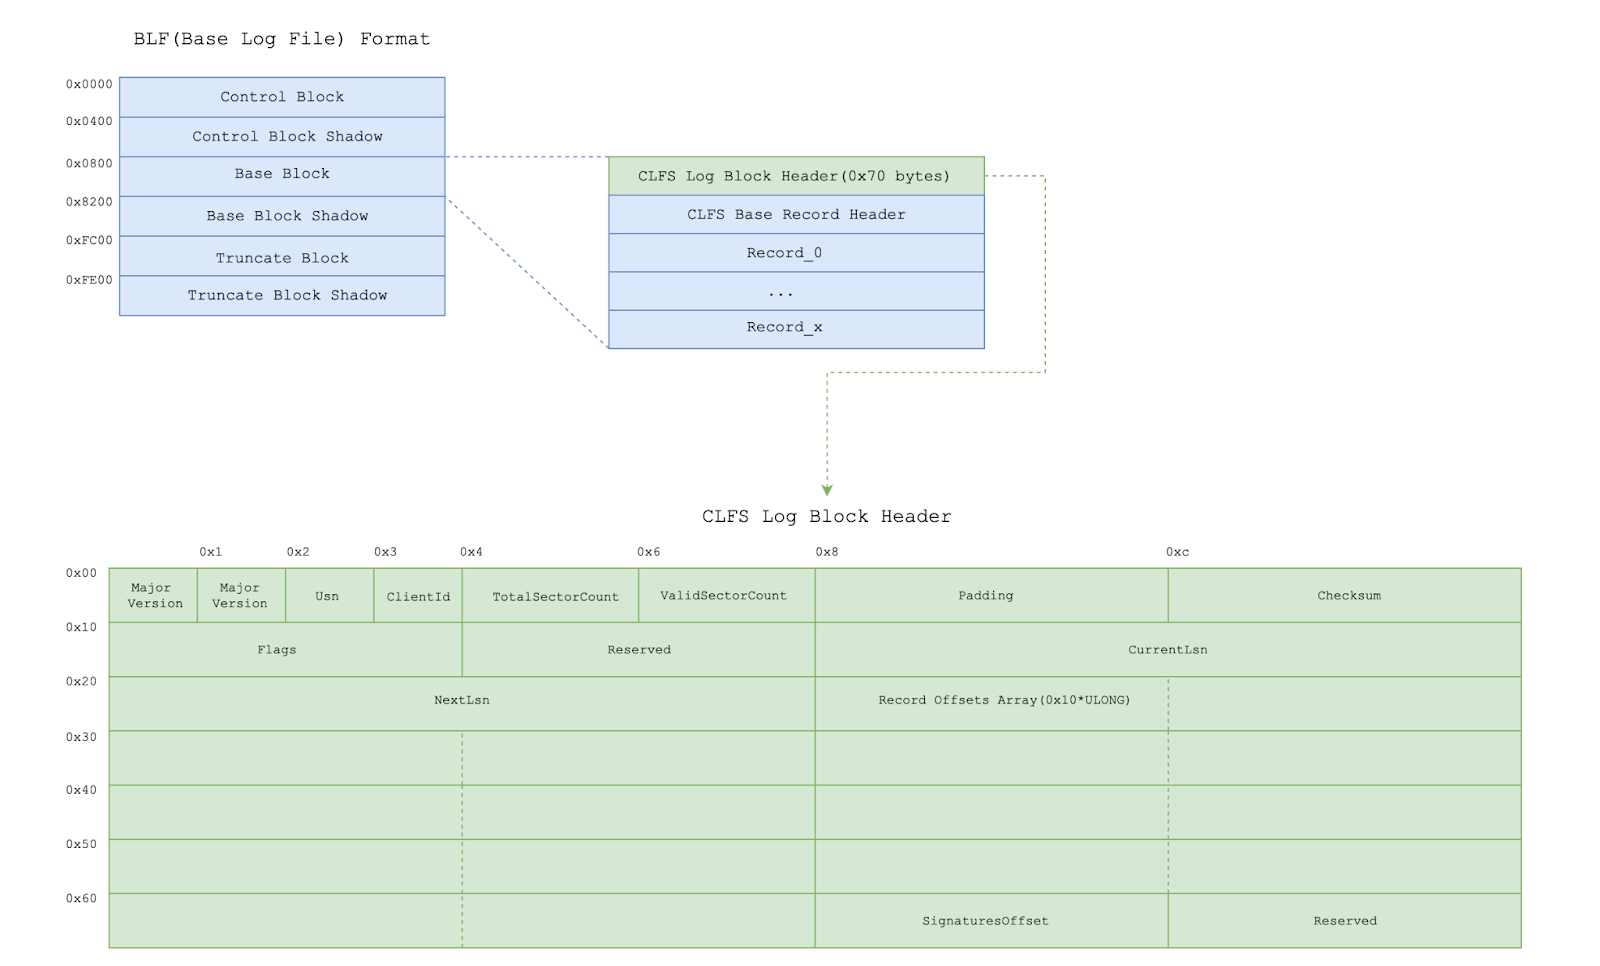 BLF(Base Log File) Format
0x0000
Control Block
0x0400
Control Block Shadow
0x0800
Base Block
0x8200
Base Block Shadow
0xFC00
Truncate Block
0xFE00
Truncate Block Shadow
CLFS Log Block Header(0x70 bytes)
CLFS Base Record Header
Record_0
...
Record_x
CLFS Log Block Header
0x1 0x2 0x3 0x4 0x6 0x8 0xc
0x00
Major
Version
Major
Version
Usn
ClientId
TotalSectorCount
ValidSectorCount
Padding
Checksum
0x10
Flags
Reserved
CurrentLsn
0x20
NextLsn
Record Offsets Array(0x10*ULONG)
0x30
0x40
0x50
0x60
SignaturesOffset
Reserved